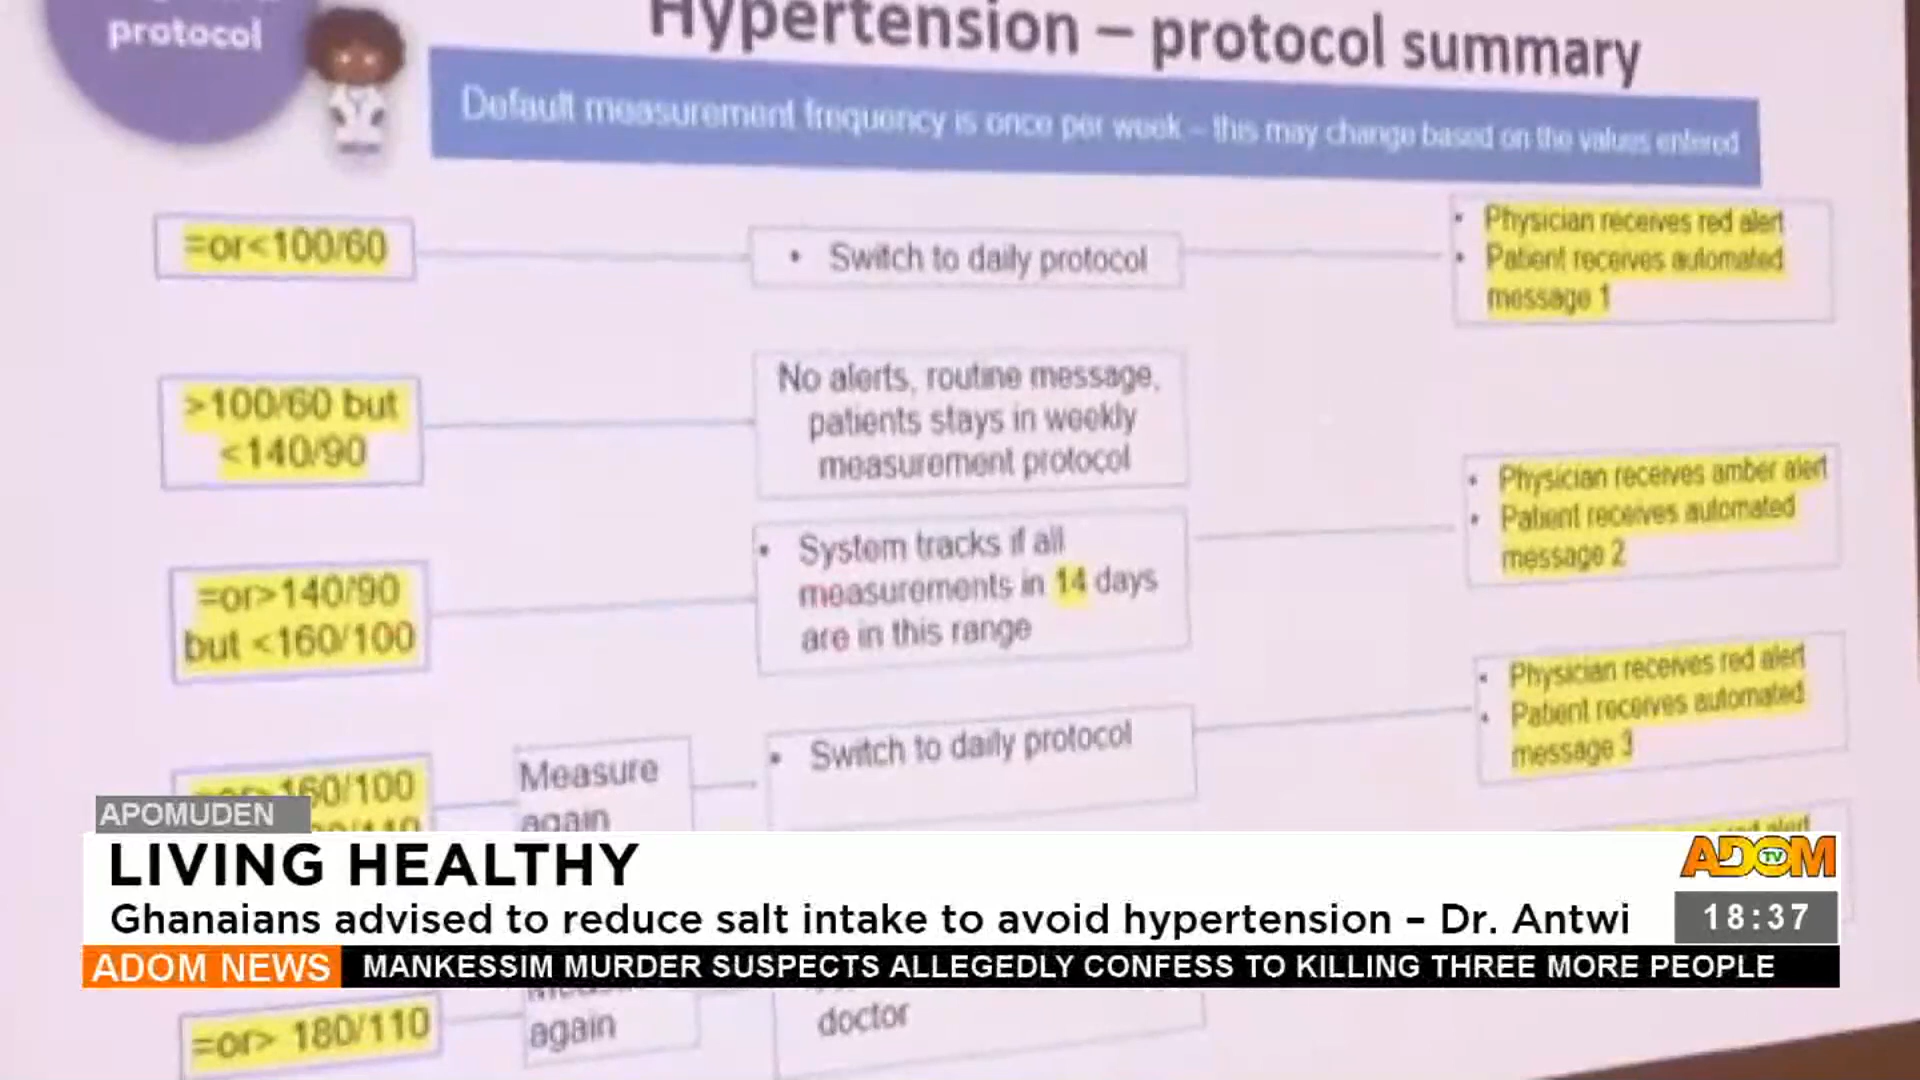 protocol
Hypertension – protocol summary
Default measurement frequency is once per week – this may change based on the values entered
=or<100/60
• Switch to daily protocol
• Physician receives red alert
• Patient receives automated
message 1
>100/60 but
<140/90
No alerts, routine message,
patients stays in weekly
measurement protocol
=or>140/90
but <160/100
• System tracks if all
measurements in 14 days
are in this range
• Physician receives amber alert
• Patient receives automated
message 2
160/100
Measure
again
• Switch to daily protocol
• Physician receives red alert
• Patient receives automated
message 3
=or> 180/110
again
doctor
APOMUDEN
LIVING HEALTHY
Ghanaians advised to reduce salt intake to avoid hypertension – Dr. Antwi
ADOM TV
18:37
ADOM NEWS
MANKESSIM MURDER SUSPECTS ALLEGEDLY CONFESS TO KILLING THREE MORE PEOPLE